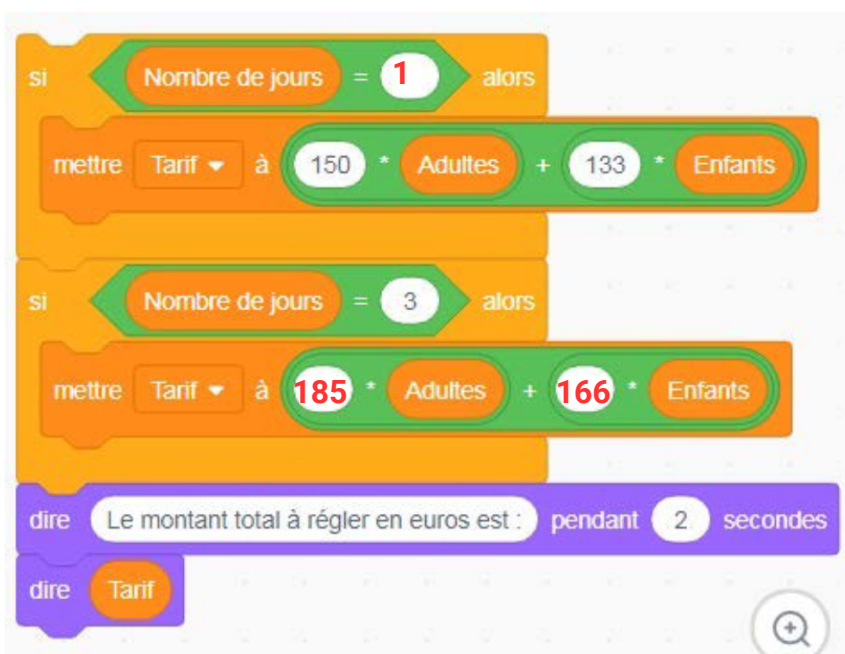 si Nombre de jours = 1 alors
mettre Tarif à 150 * Adultes + 133 * Enfants
si Nombre de jours = 3 alors
mettre Tarif à 185 * Adultes + 166 * Enfants
dire Le montant total à régler en euros est : pendant 2 secondes
dire Tarif